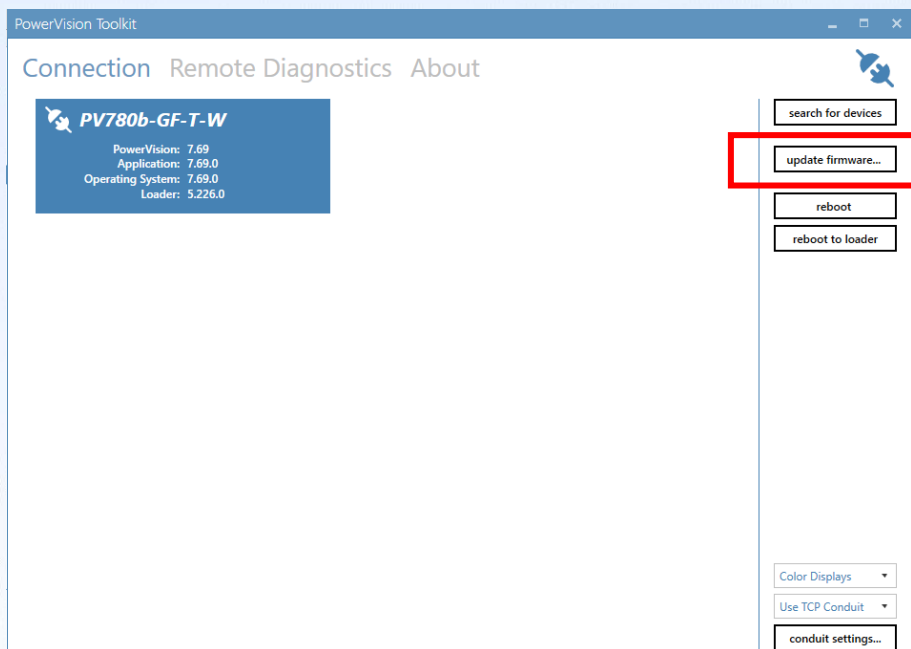 PowerVision Toolkit
Connection Remote Diagnostics About
PV780b-GF-T-W
PowerVision: 7.69
Application: 7.69.0
Operating System: 7.69.0
Loader: 5.226.0
search for devices
update firmware...
reboot
reboot to loader
Color Displays
Use TCP Conduit
conduit settings...